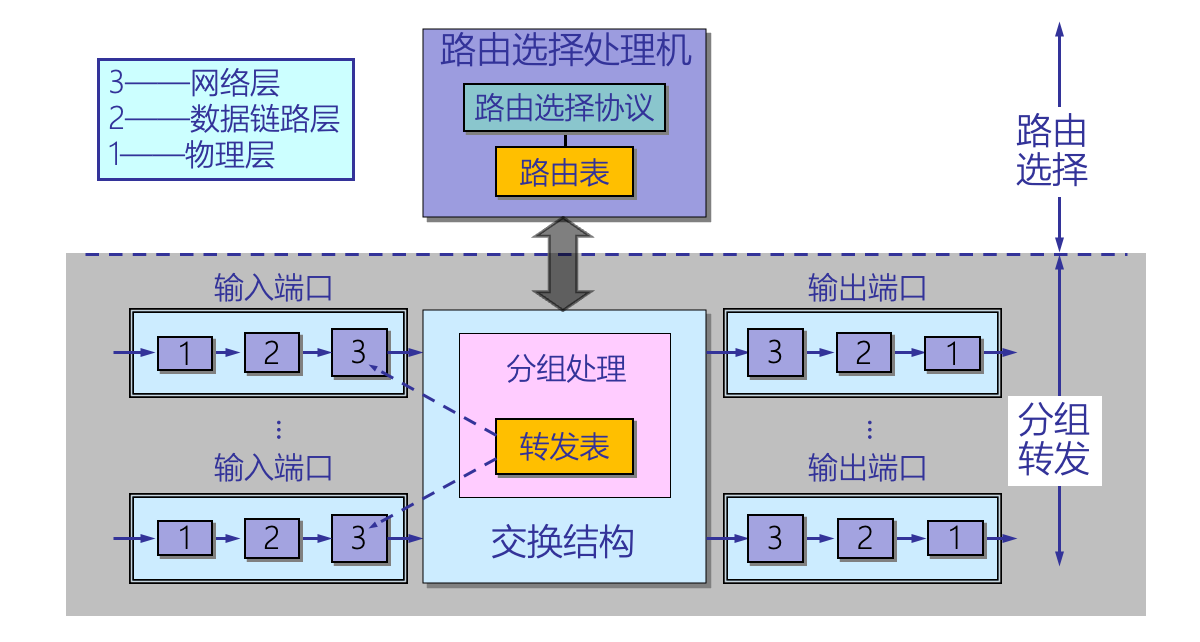 路由选择处理机
3——网络层
2——数据链路层
1——物理层
路由选择协议
路由表
路由
选择
输入端口
输出端口
1
2
3
分组处理
3
2
1
转发表
分组
转发
⋮
⋮
输入端口
输出端口
1
2
3
交换结构
3
2
1